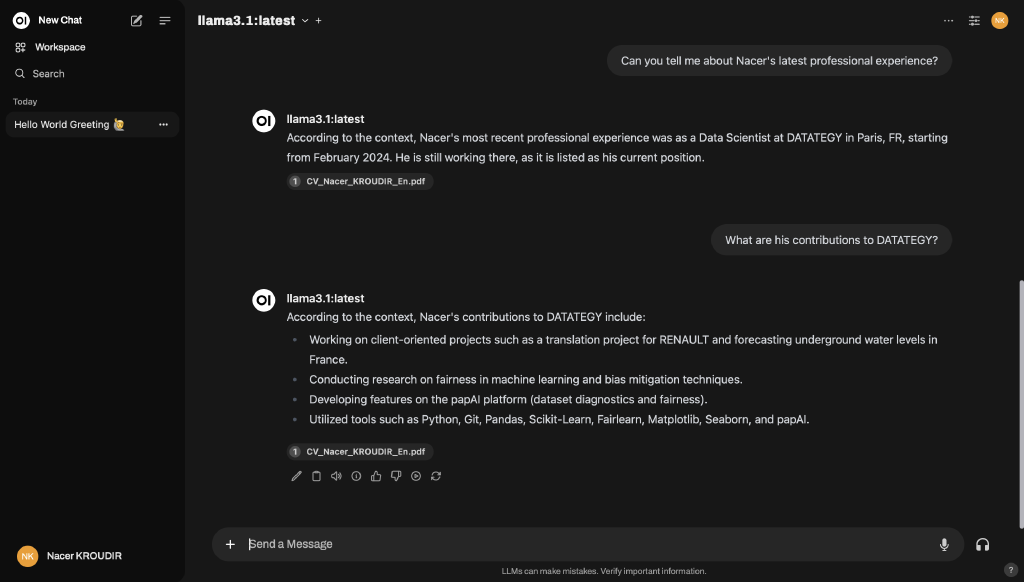 OI New Chat
Workspace
Search
Today
Hello World Greeting 🙋
NK Nacer KROUDIR
llama3.1:latest
NK
Can you tell me about Nacer's latest professional experience?
OI llama3.1:latest
According to the context, Nacer's most recent professional experience was as a Data Scientist at DATATEGY in Paris, FR, starting
from February 2024. He is still working there, as it is listed as his current position.
1 CV_Nacer_KROUDIR_En.pdf
What are his contributions to DATATEGY?
OI llama3.1:latest
According to the context, Nacer's contributions to DATATEGY include:
• Working on client-oriented projects such as a translation project for RENAULT and forecasting underground water levels in
France.
• Conducting research on fairness in machine learning and bias mitigation techniques.
• Developing features on the papAI platform (dataset diagnostics and fairness).
• Utilized tools such as Python, Git, Pandas, Scikit-Learn, Fairlearn, Matplotlib, Seaborn, and papAI.
1 CV_Nacer_KROUDIR_En.pdf
+ Send a Message
LLMs can make mistakes. Verify important information.
?